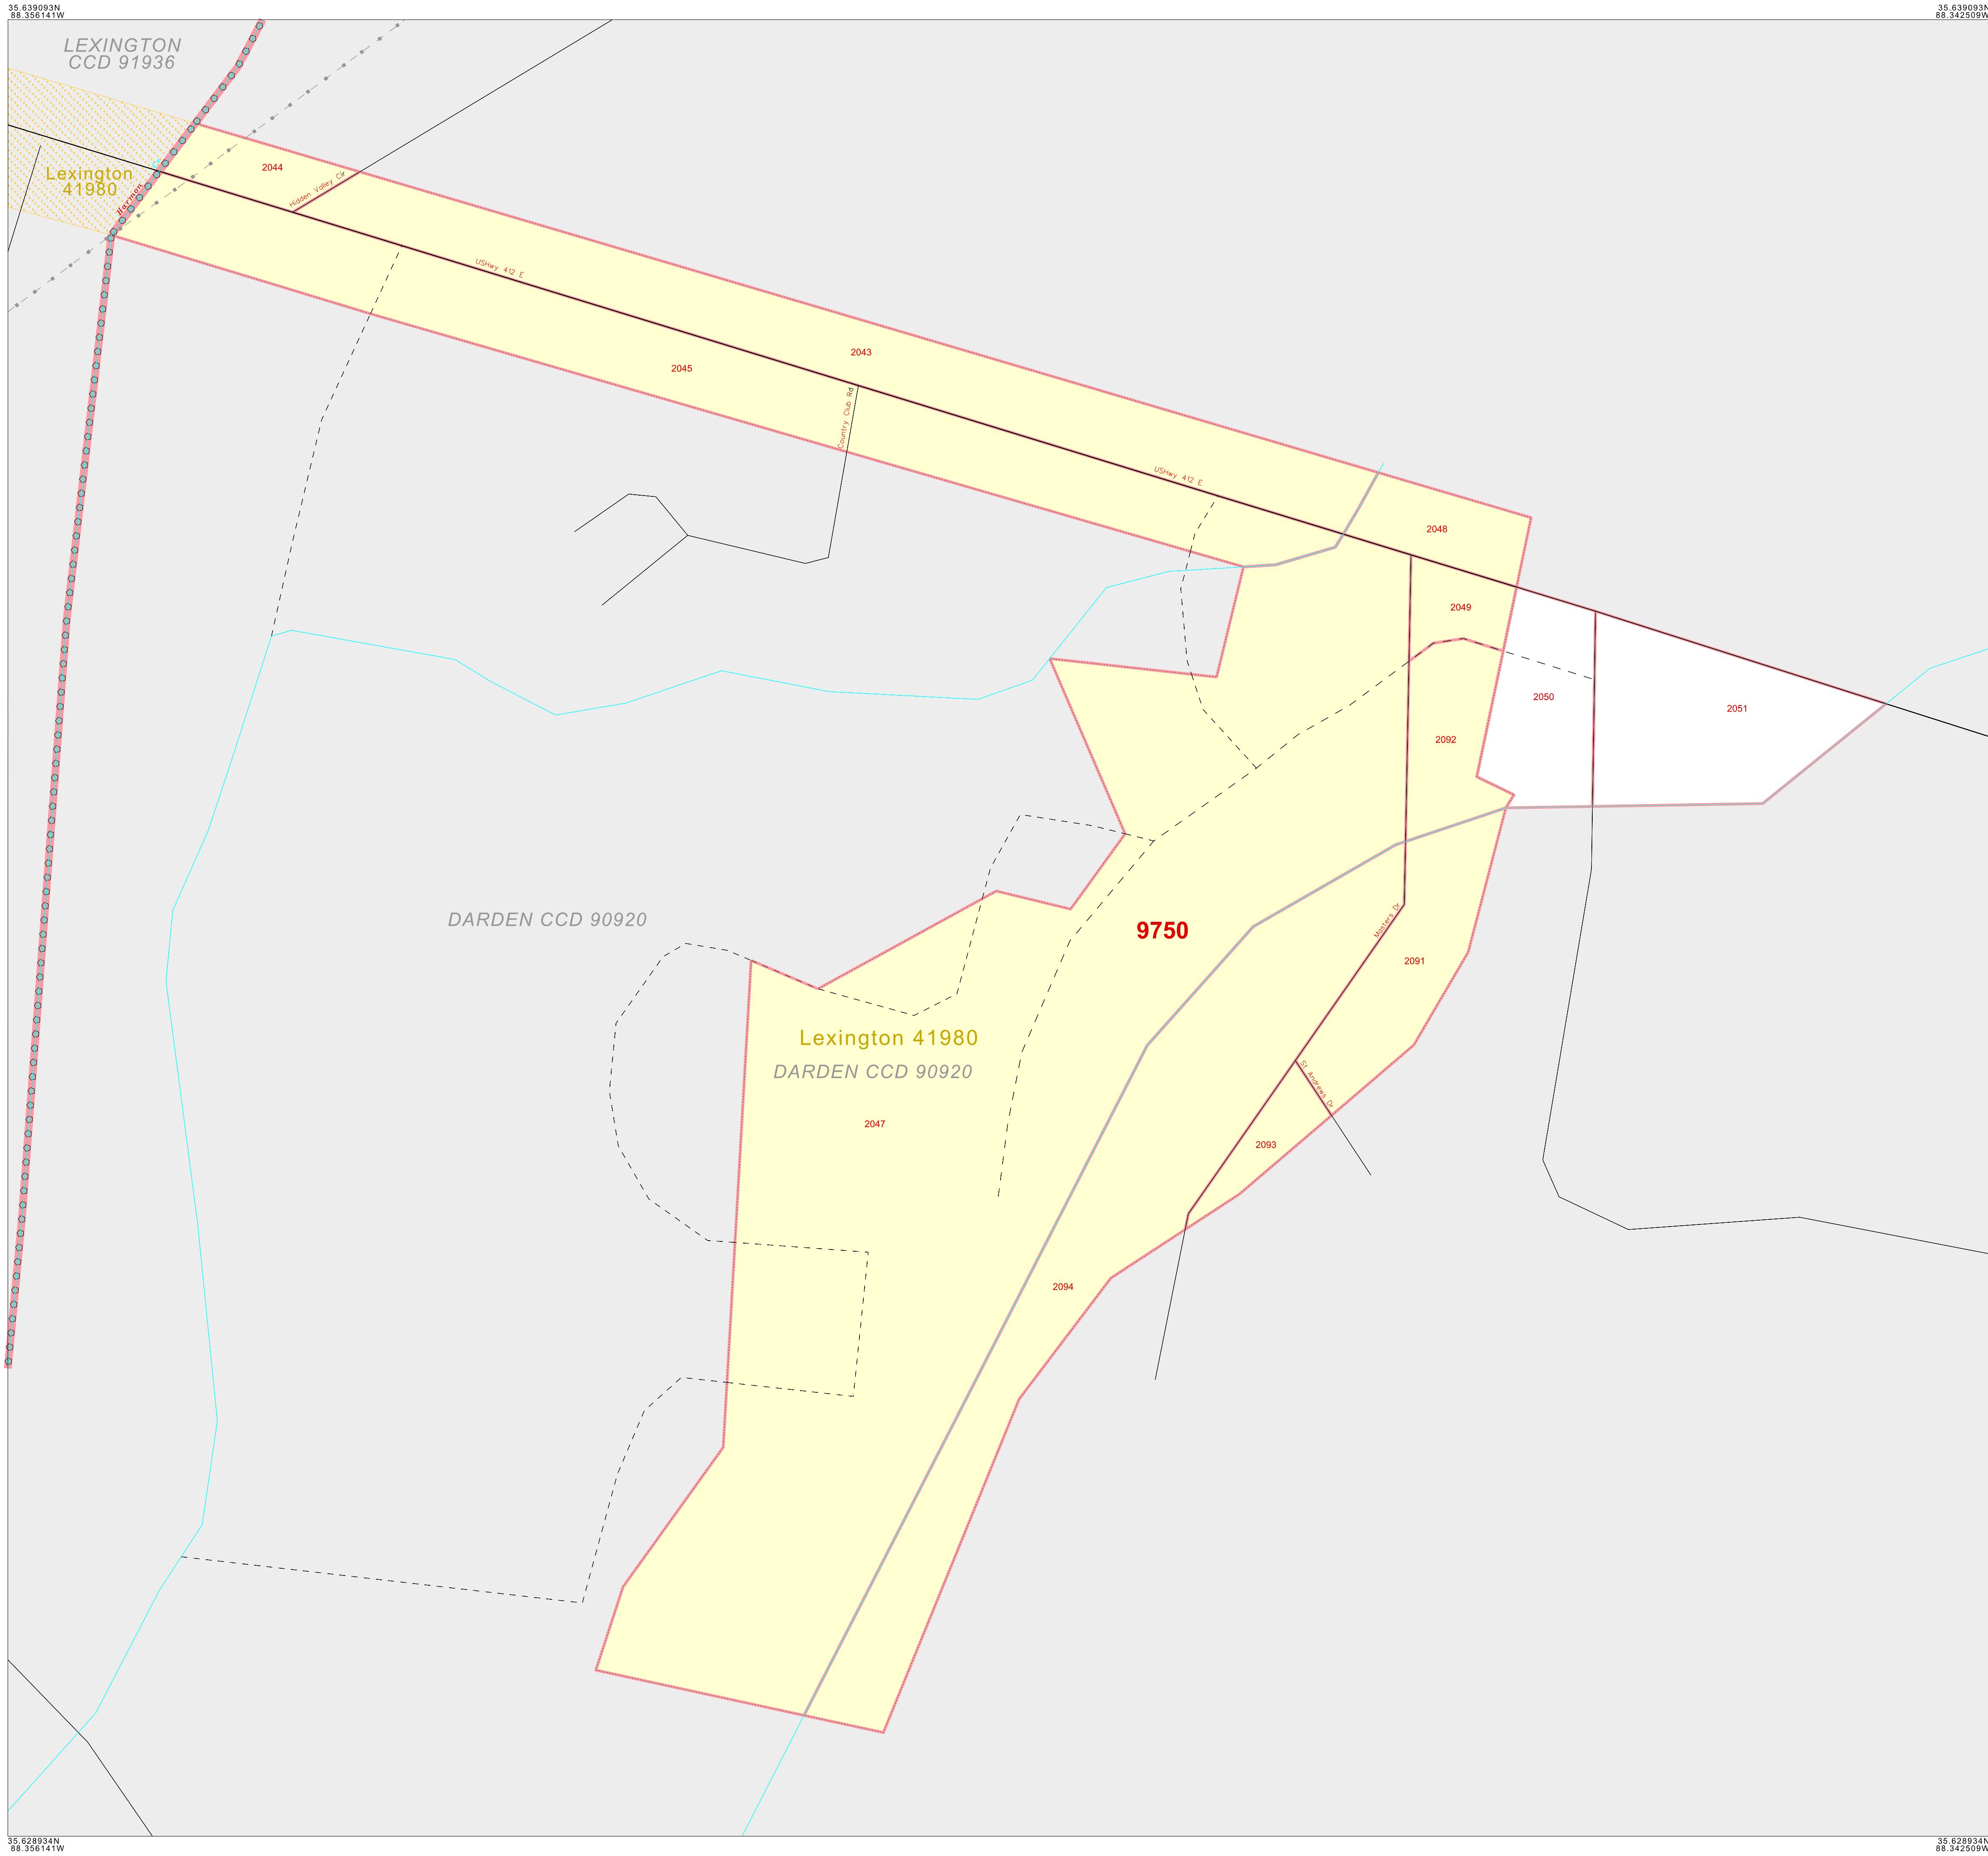 35.639093N
88.356141W
35.639093N
88.342509W
LEXINGTON
CCD 91936
Lexington
41980
Harmon
2044
Hidden Valley Cir
USHwy 412 E
2043
2045
Country Club Rd
USHwy 412 E
2048
2049
2050
2051
2092
DARDEN CCD 90920
9750
Masters Dr
2091
Lexington 41980
DARDEN CCD 90920
St Andrews Dr
2047
2093
2094
35.628934N
88.356141W
35.628934N
88.342509W